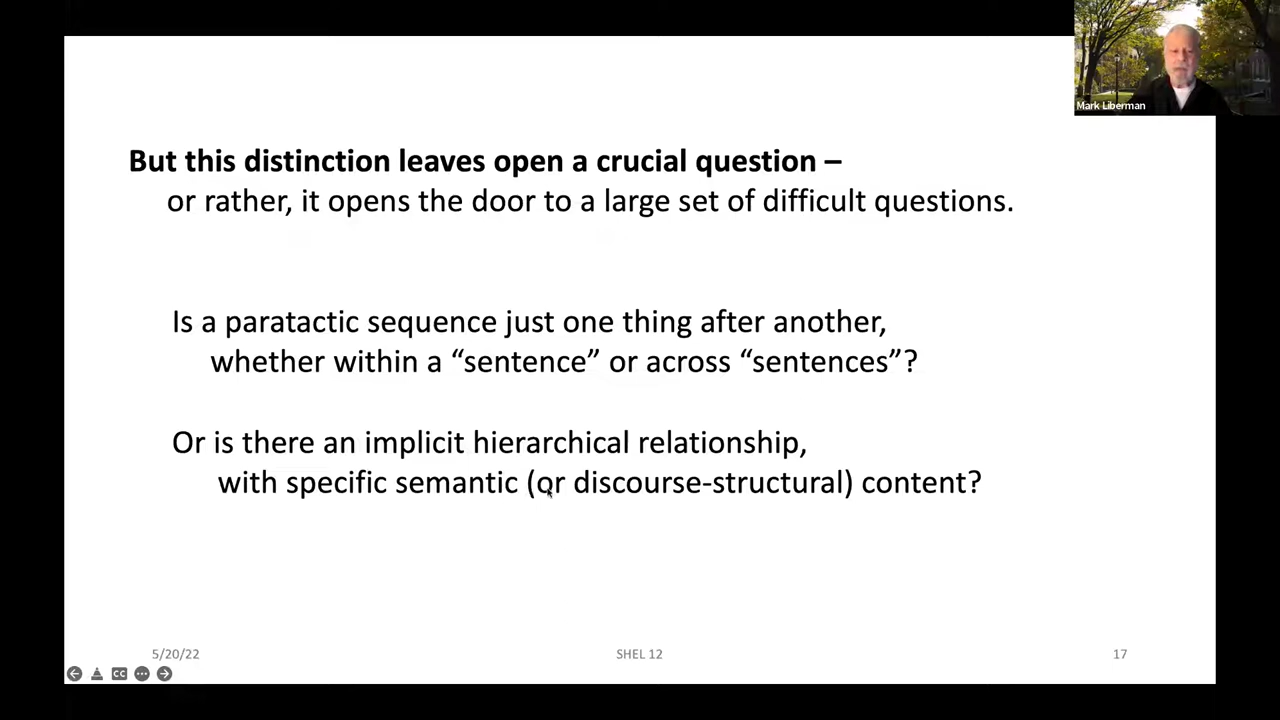 Mark Liberman
But this distinction leaves open a crucial question –
or rather, it opens the door to a large set of difficult questions.
Is a paratactic sequence just one thing after another,
whether within a “sentence” or across “sentences”?
Or is there an implicit hierarchical relationship,
with specific semantic (or discourse-structural) content?
5/20/22
SHEL 12
17
CC